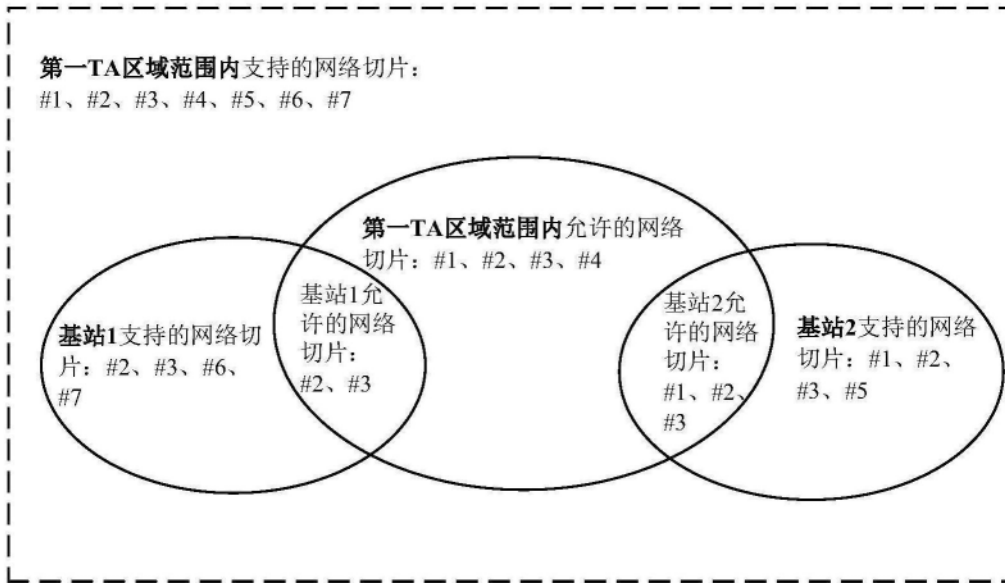 第一TA区域范围内支持的网络切片：
#1、#2、#3、#4、#5、#6、#7
第一TA区域范围内允许的网络
切片：#1、#2、#3、#4
基站1支持的网络切
片：#2、#3、#6、
#7
基站1允
许的网络
切片：
#2、#3
基站2允
许的网络
切片：
#1、#2、
#3
基站2支持的网络
切片：#1、#2、
#3、#5